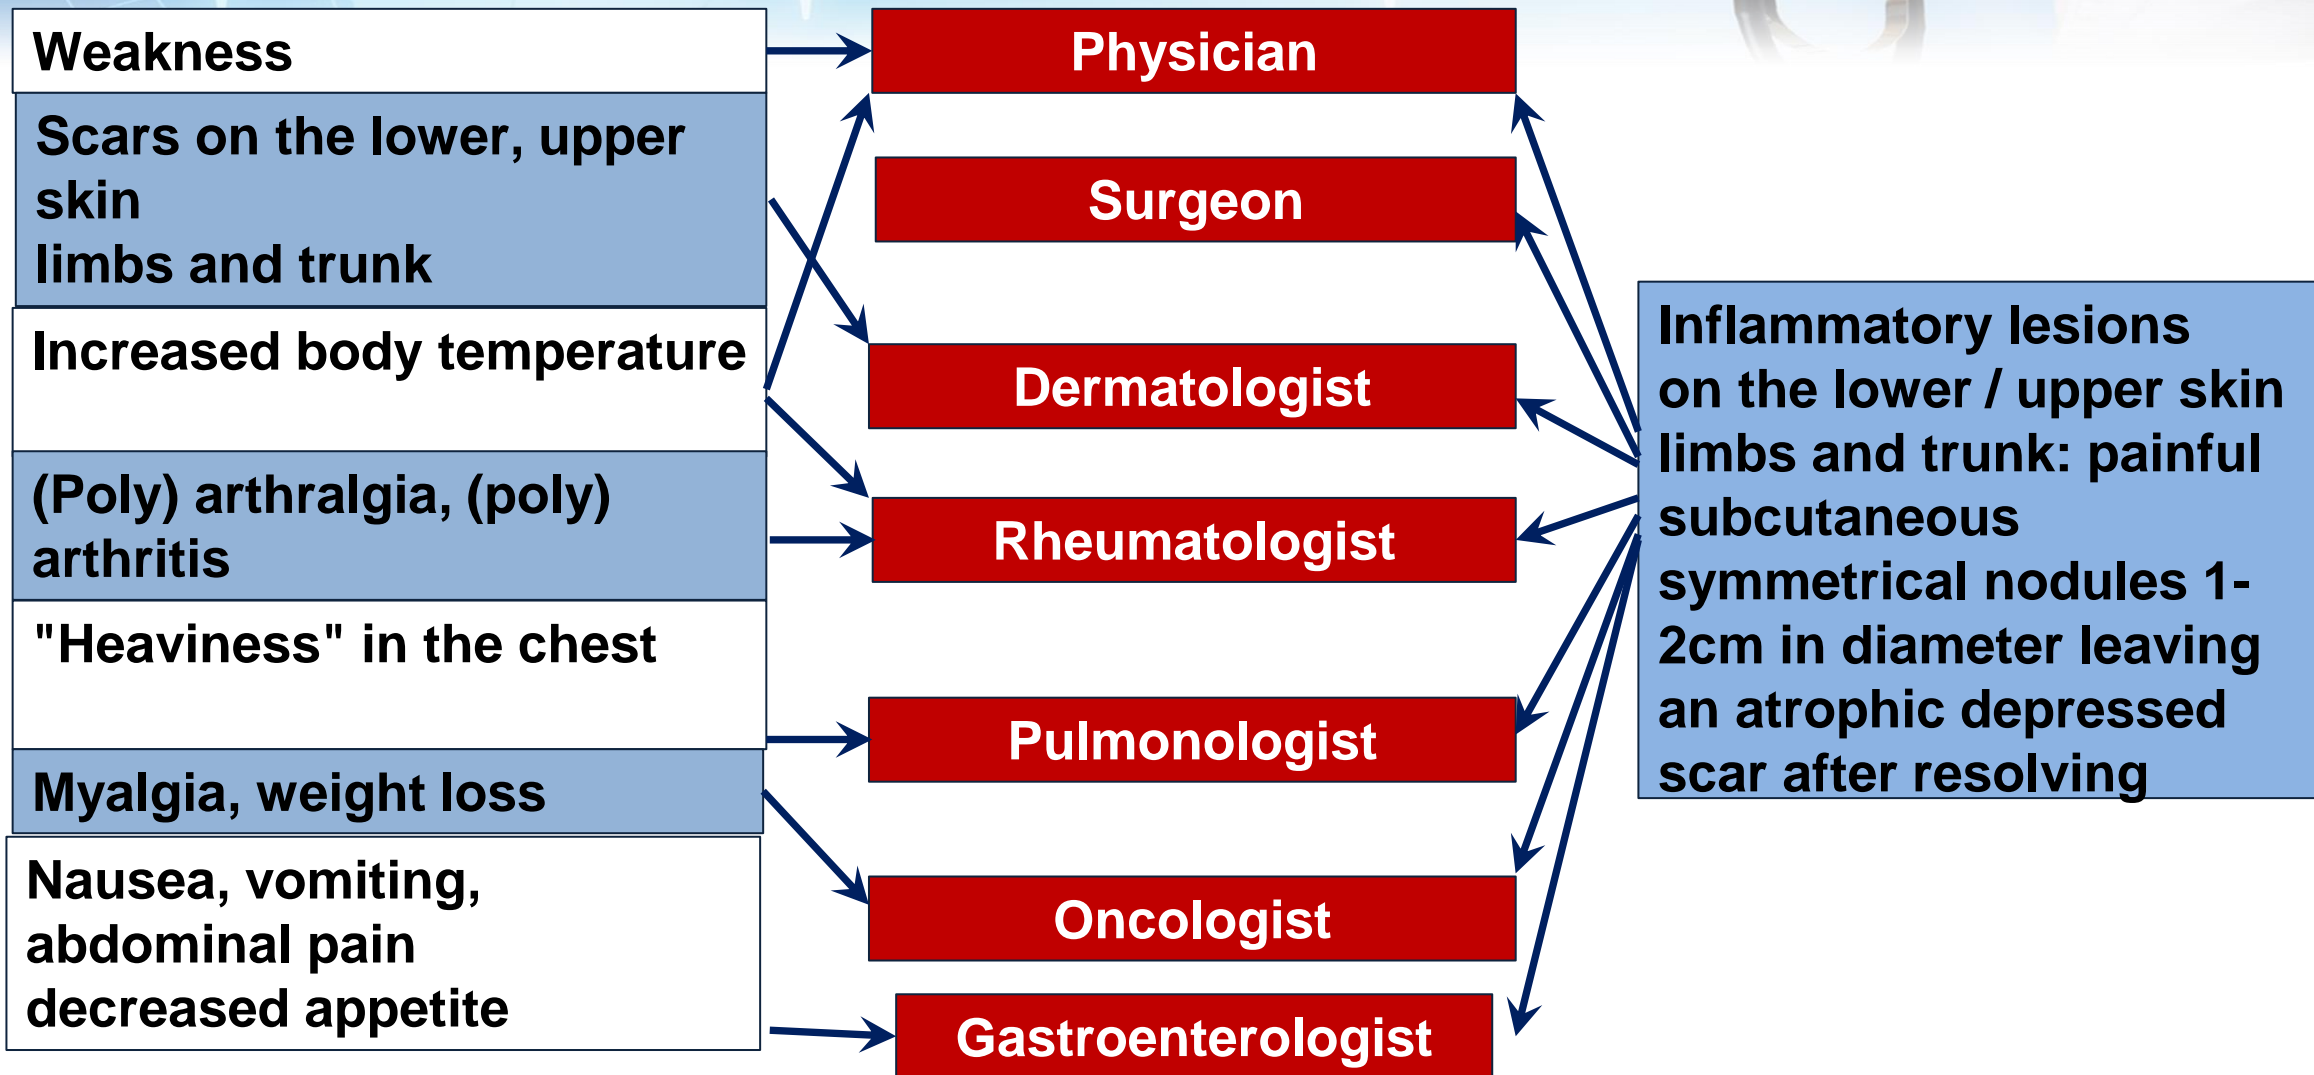 Weakness
Scars on the lower, upper
skin
limbs and trunk
Increased body temperature
(Poly) arthralgia, (poly)
arthritis
"Heaviness" in the chest
Myalgia, weight loss
Nausea, vomiting,
abdominal pain
decreased appetite
Physician
Surgeon
Dermatologist
Rheumatologist
Pulmonologist
Oncologist
Gastroenterologist
Inflammatory lesions
on the lower / upper skin
limbs and trunk: painful
subcutaneous
symmetrical nodules 1-
2cm in diameter leaving
an atrophic depressed
scar after resolving